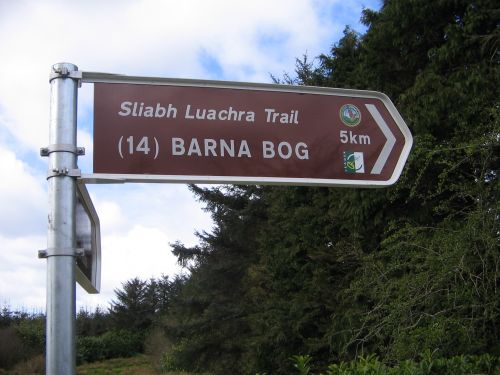 Sliabh Luachra Trail
(14) BARNA BOG
5km